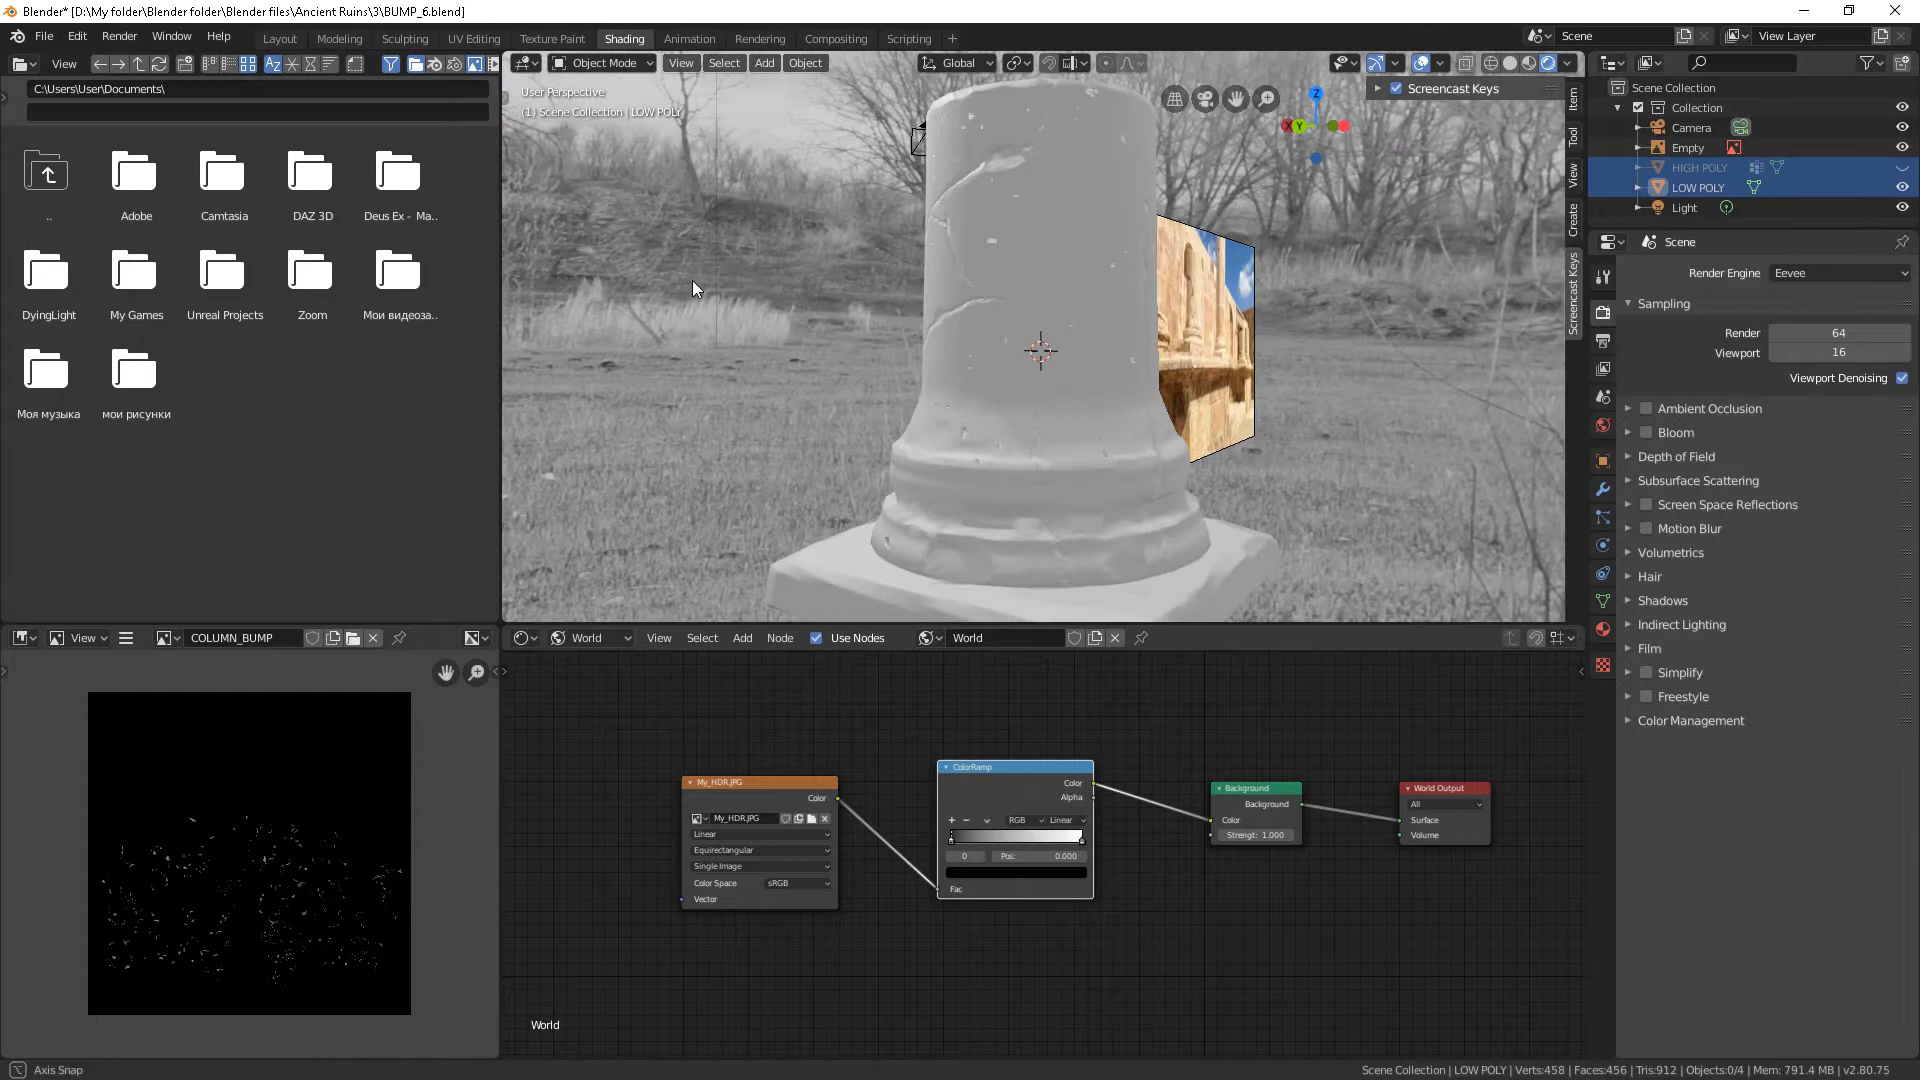 Blender* [D:\My folder\Blender folder\Blender files\Ancient Ruins\3\BUMP_6.blend]
File Edit Render Window Help
Layout Modeling Sculpting UV Editing Texture Paint Shading Animation Rendering Compositing Scripting +
Scene View Layer
View
Object Mode View Select Add Object Global
C:\Users\User\Documents\
User Perspective
(1) Scene Collection | LOW POLY
Screencast Keys
Z
X Y
Item
Tool
View
Create
Screencast Keys
.. Adobe Camtasia DAZ 3D Deus Ex - Ma..
DyingLight My Games Unreal Projects Zoom Мои видеоза..
Моя музыка мои рисунки
Scene Collection
Collection
Camera
Empty
HIGH POLY
LOW POLY
Light
Scene
Render Engine Eevee
Sampling
Render 64
Viewport 16
Viewport Denoising
Ambient Occlusion
Bloom
Depth of Field
Subsurface Scattering
Screen Space Reflections
Motion Blur
Volumetrics
Hair
Shadows
Indirect Lighting
Film
Simplify
Freestyle
Color Management
View COLUMN_BUMP
World View Select Add Node Use Nodes World
My_HDR.JPG
Color
My_HDR.JPG
Linear
Equirectangular
Single Image
Color Space sRGB
Vector
ColorRamp
Color
Alpha
+ − RGB Linear
0 Pos: 0.000
Fac
Background
Background
Color
Strengt: 1.000
World Output
All
Surface
Volume
World
Axis Snap
Scene Collection | LOW POLY | Verts:458 | Faces:456 | Tris:912 | Objects:0/4 | Mem: 791.4 MB | v2.80.75